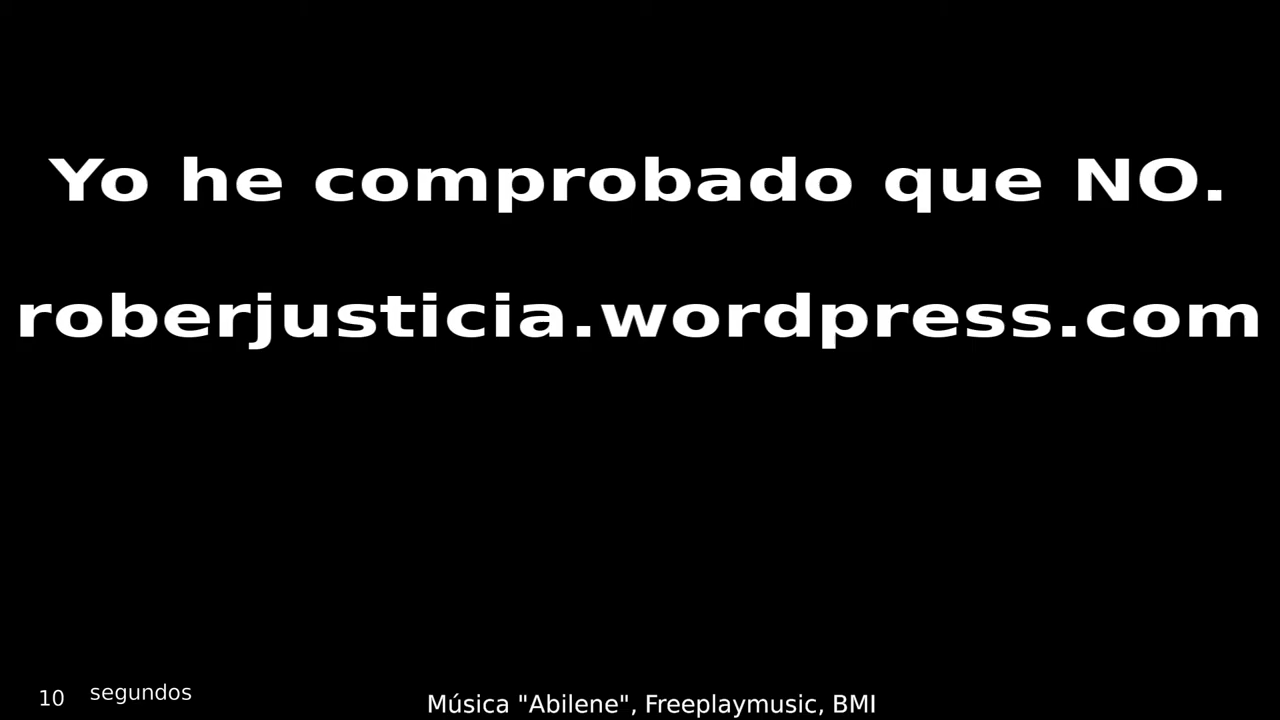 Yo he comprobado que NO.
roberjusticia.wordpress.com
10 segundos
Música "Abilene", Freeplaymusic, BMI